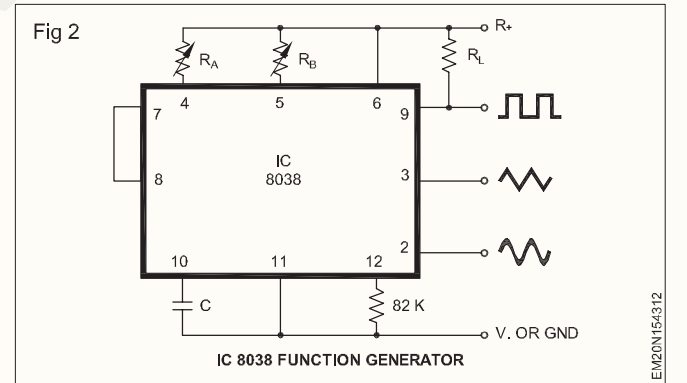 Fig 2
R+
RA
RB
RL
4
5
6
7
9
IC
8038
8
3
2
10
11
12
C
82 K
V. OR GND
IC 8038 FUNCTION GENERATOR
EM20N154312